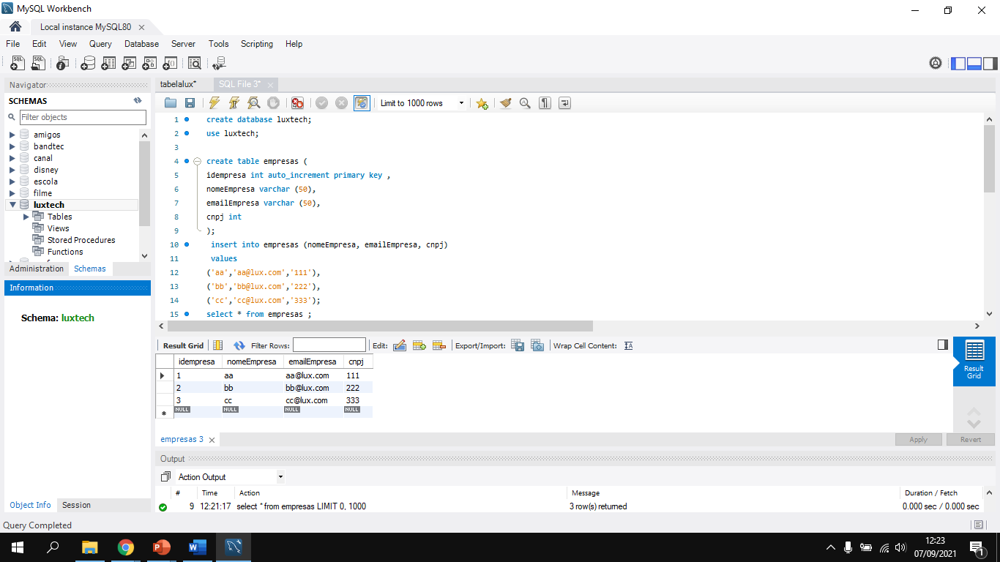 MySQL Workbench
Local instance MySQL80
File Edit View Query Database Server Tools Scripting Help
Navigator
SCHEMAS
Filter objects
amigos
bandtec
canal
disney
escola
filme
luxtech
Tables
Views
Stored Procedures
Functions
Administration Schemas
Information
Schema: luxtech
Object Info Session
tabelalux* SQL File 3*
Limit to 1000 rows
1 create database luxtech;
2 use luxtech;
3
4 create table empresas (
5 idempresa int auto_increment primary key ,
6 nomeEmpresa varchar (50),
7 emailEmpresa varchar (50),
8 cnpj int
9 );
10 insert into empresas (nomeEmpresa, emailEmpresa, cnpj)
11 values
12 ('aa','aa@lux.com','111'),
13 ('bb','bb@lux.com','222'),
14 ('cc','cc@lux.com','333');
15 select * from empresas ;
Result Grid Filter Rows: Edit: Export/Import: Wrap Cell Content:
idempresa nomeEmpresa emailEmpresa cnpj
1 aa aa@lux.com 111
2 bb bb@lux.com 222
3 cc cc@lux.com 333
NULL NULL NULL NULL
Result
Grid
empresas 3
Apply Revert
Output
Action Output
# Time Action Message Duration / Fetch
9 12:21:17 select * from empresas LIMIT 0, 1000 3 row(s) returned 0.000 sec / 0.000 sec
Query Completed
12:23
07/09/2021
1